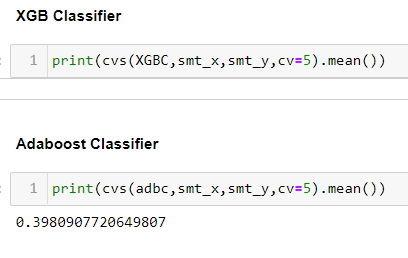 XGB Classifier
1 print(cvs(XGBC,smt_x,smt_y,cv=5).mean())
Adaboost Classifier
1 print(cvs(adbc,smt_x,smt_y,cv=5).mean())
0.3980907720649807